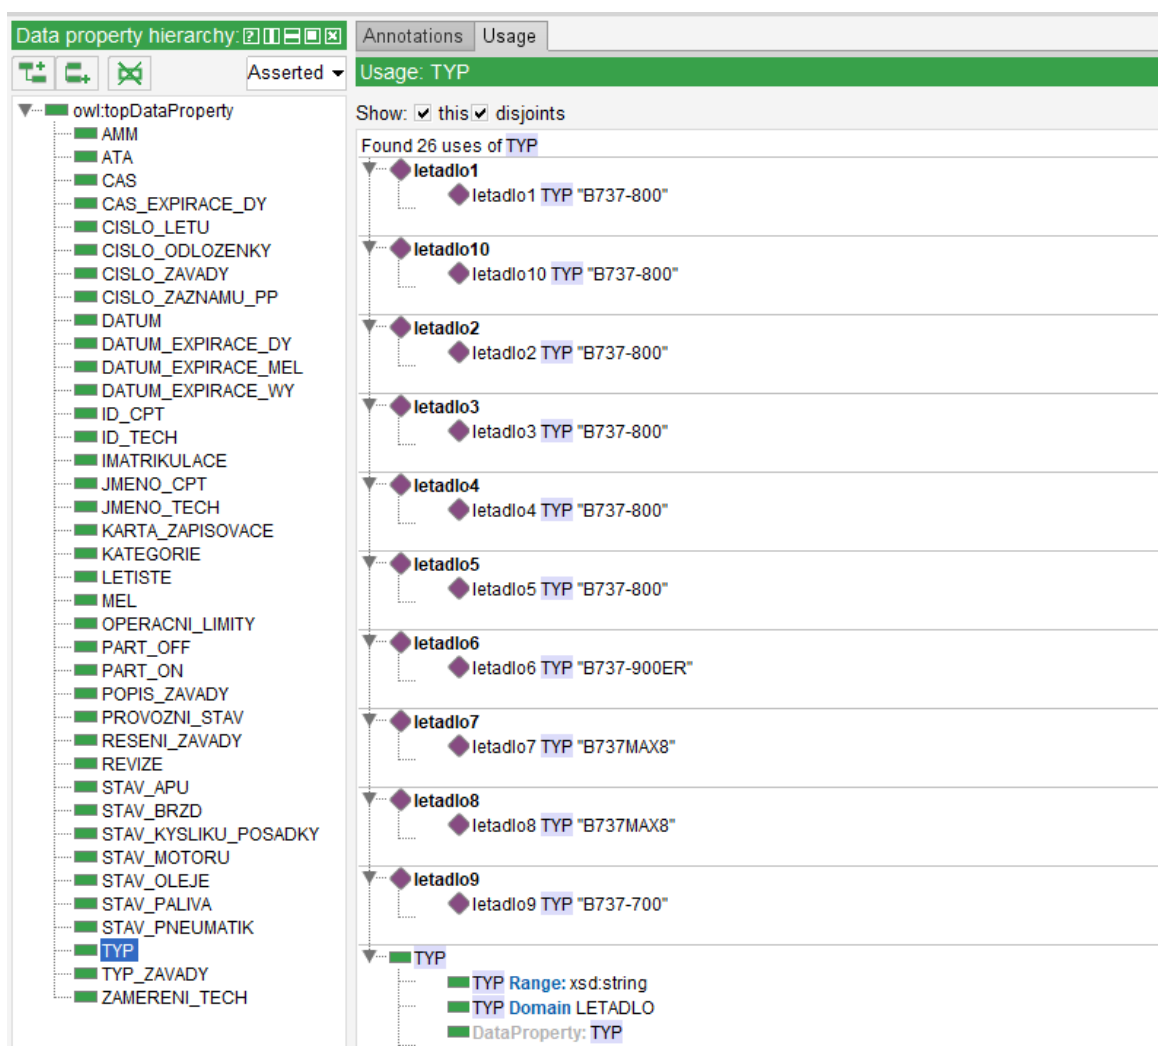 Data property hierarchy:
Asserted
owl:topDataProperty
AMM
ATA
CAS
CAS_EXPIRACE_DY
CISLO_LETU
CISLO_ODLOZENKY
CISLO_ZAVADY
CISLO_ZAZNAMU_PP
DATUM
DATUM_EXPIRACE_DY
DATUM_EXPIRACE_MEL
DATUM_EXPIRACE_WY
ID_CPT
ID_TECH
IMATRIKULACE
JMENO_CPT
JMENO_TECH
KARTA_ZAPISOVACE
KATEGORIE
LETISTE
MEL
OPERACNI_LIMITY
PART_OFF
PART_ON
POPIS_ZAVADY
PROVOZNI_STAV
RESENI_ZAVADY
REVIZE
STAV_APU
STAV_BRZD
STAV_KYSLIKU_POSADKY
STAV_MOTORU
STAV_OLEJE
STAV_PALIVA
STAV_PNEUMATIK
TYP
TYP_ZAVADY
ZAMERENI_TECH
Annotations Usage
Usage: TYP
Show: this disjoints
Found 26 uses of TYP
letadlo1
letadlo1 TYP "B737-800"
letadlo10
letadlo10 TYP "B737-800"
letadlo2
letadlo2 TYP "B737-800"
letadlo3
letadlo3 TYP "B737-800"
letadlo4
letadlo4 TYP "B737-800"
letadlo5
letadlo5 TYP "B737-800"
letadlo6
letadlo6 TYP "B737-900ER"
letadlo7
letadlo7 TYP "B737MAX8"
letadlo8
letadlo8 TYP "B737MAX8"
letadlo9
letadlo9 TYP "B737-700"
TYP
TYP Range: xsd:string
TYP Domain LETADLO
DataProperty: TYP